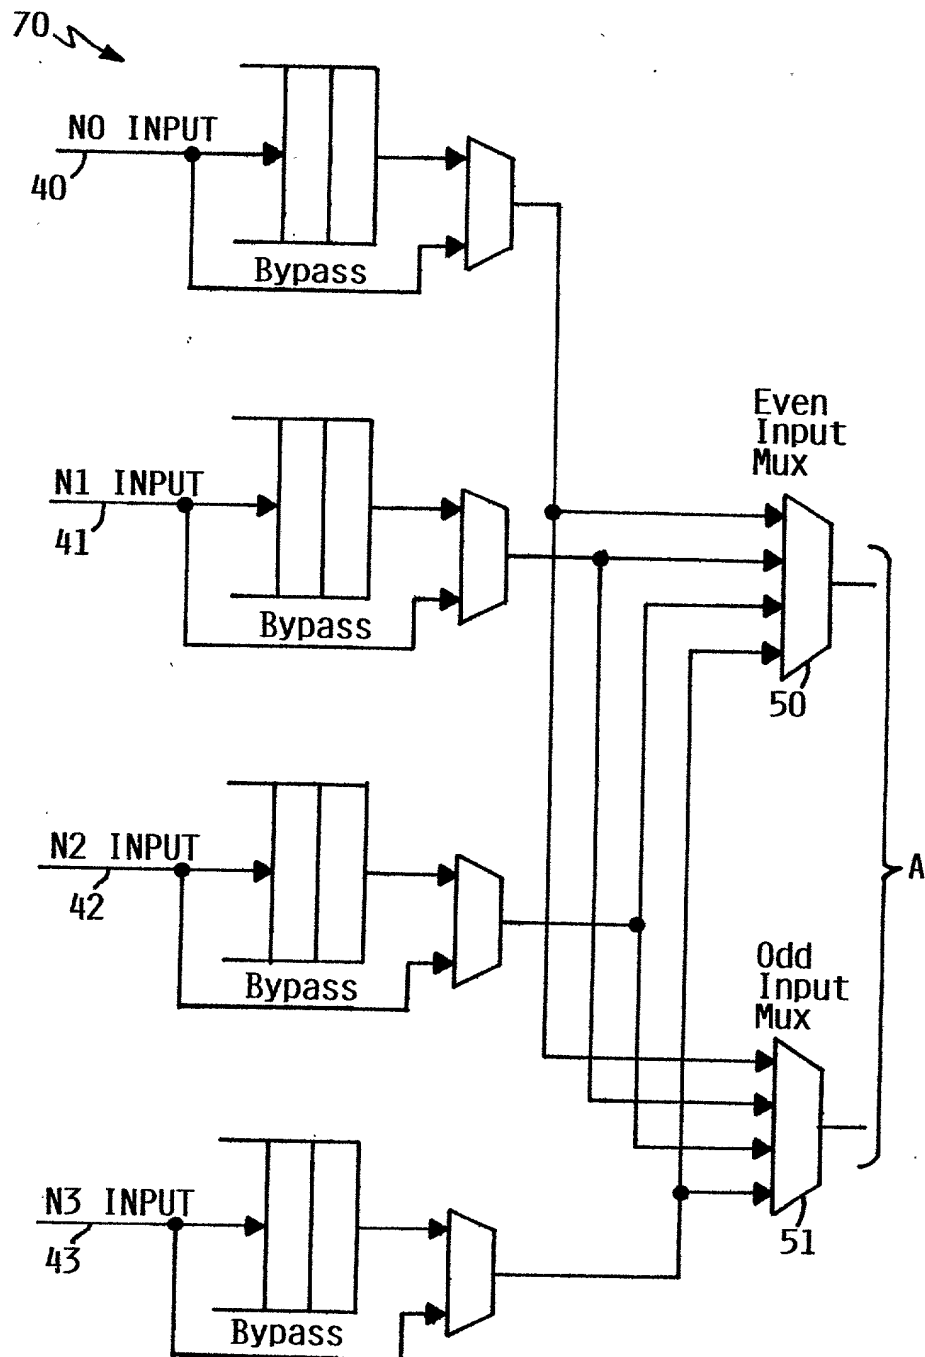 70
NO INPUT
40
Bypass
N1 INPUT
41
Bypass
Even
Input
Mux
50
N2 INPUT
42
Bypass
A
Odd
Input
Mux
51
N3 INPUT
43
Bypass